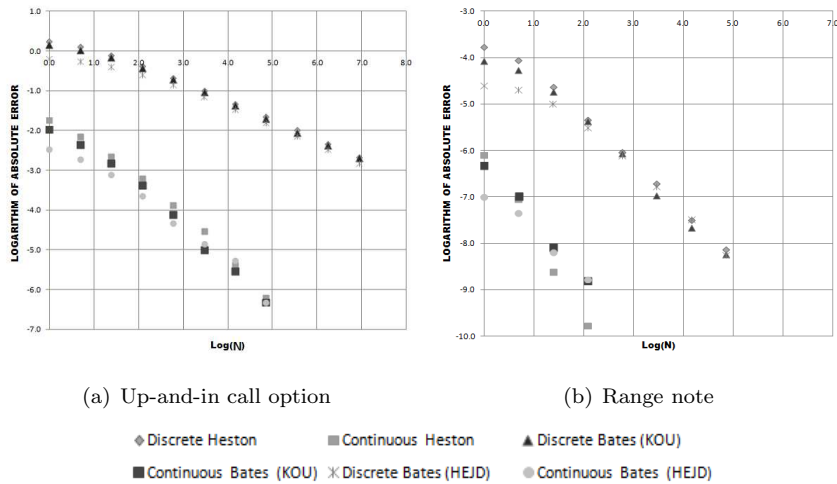 1.0
0.0
-1.0
-2.0
-3.0
-4.0
-5.0
-6.0
-7.0
0.0 1.0 2.0 3.0 4.0 5.0 6.0 7.0 8.0
LOGARITHM OF ABSOLUTE ERROR
Log(N)
(a) Up-and-in call option
-3.0
-4.0
-5.0
-6.0
-7.0
-8.0
-9.0
-10.0
0.0 1.0 2.0 3.0 4.0 5.0 6.0 7.0
LOGARITHM OF ABSOLUTE ERROR
Log(N)
(b) Range note
Discrete Heston Continuous Heston Discrete Bates (KOU)
Continuous Bates (KOU) Discrete Bates (HEJD) Continuous Bates (HEJD)